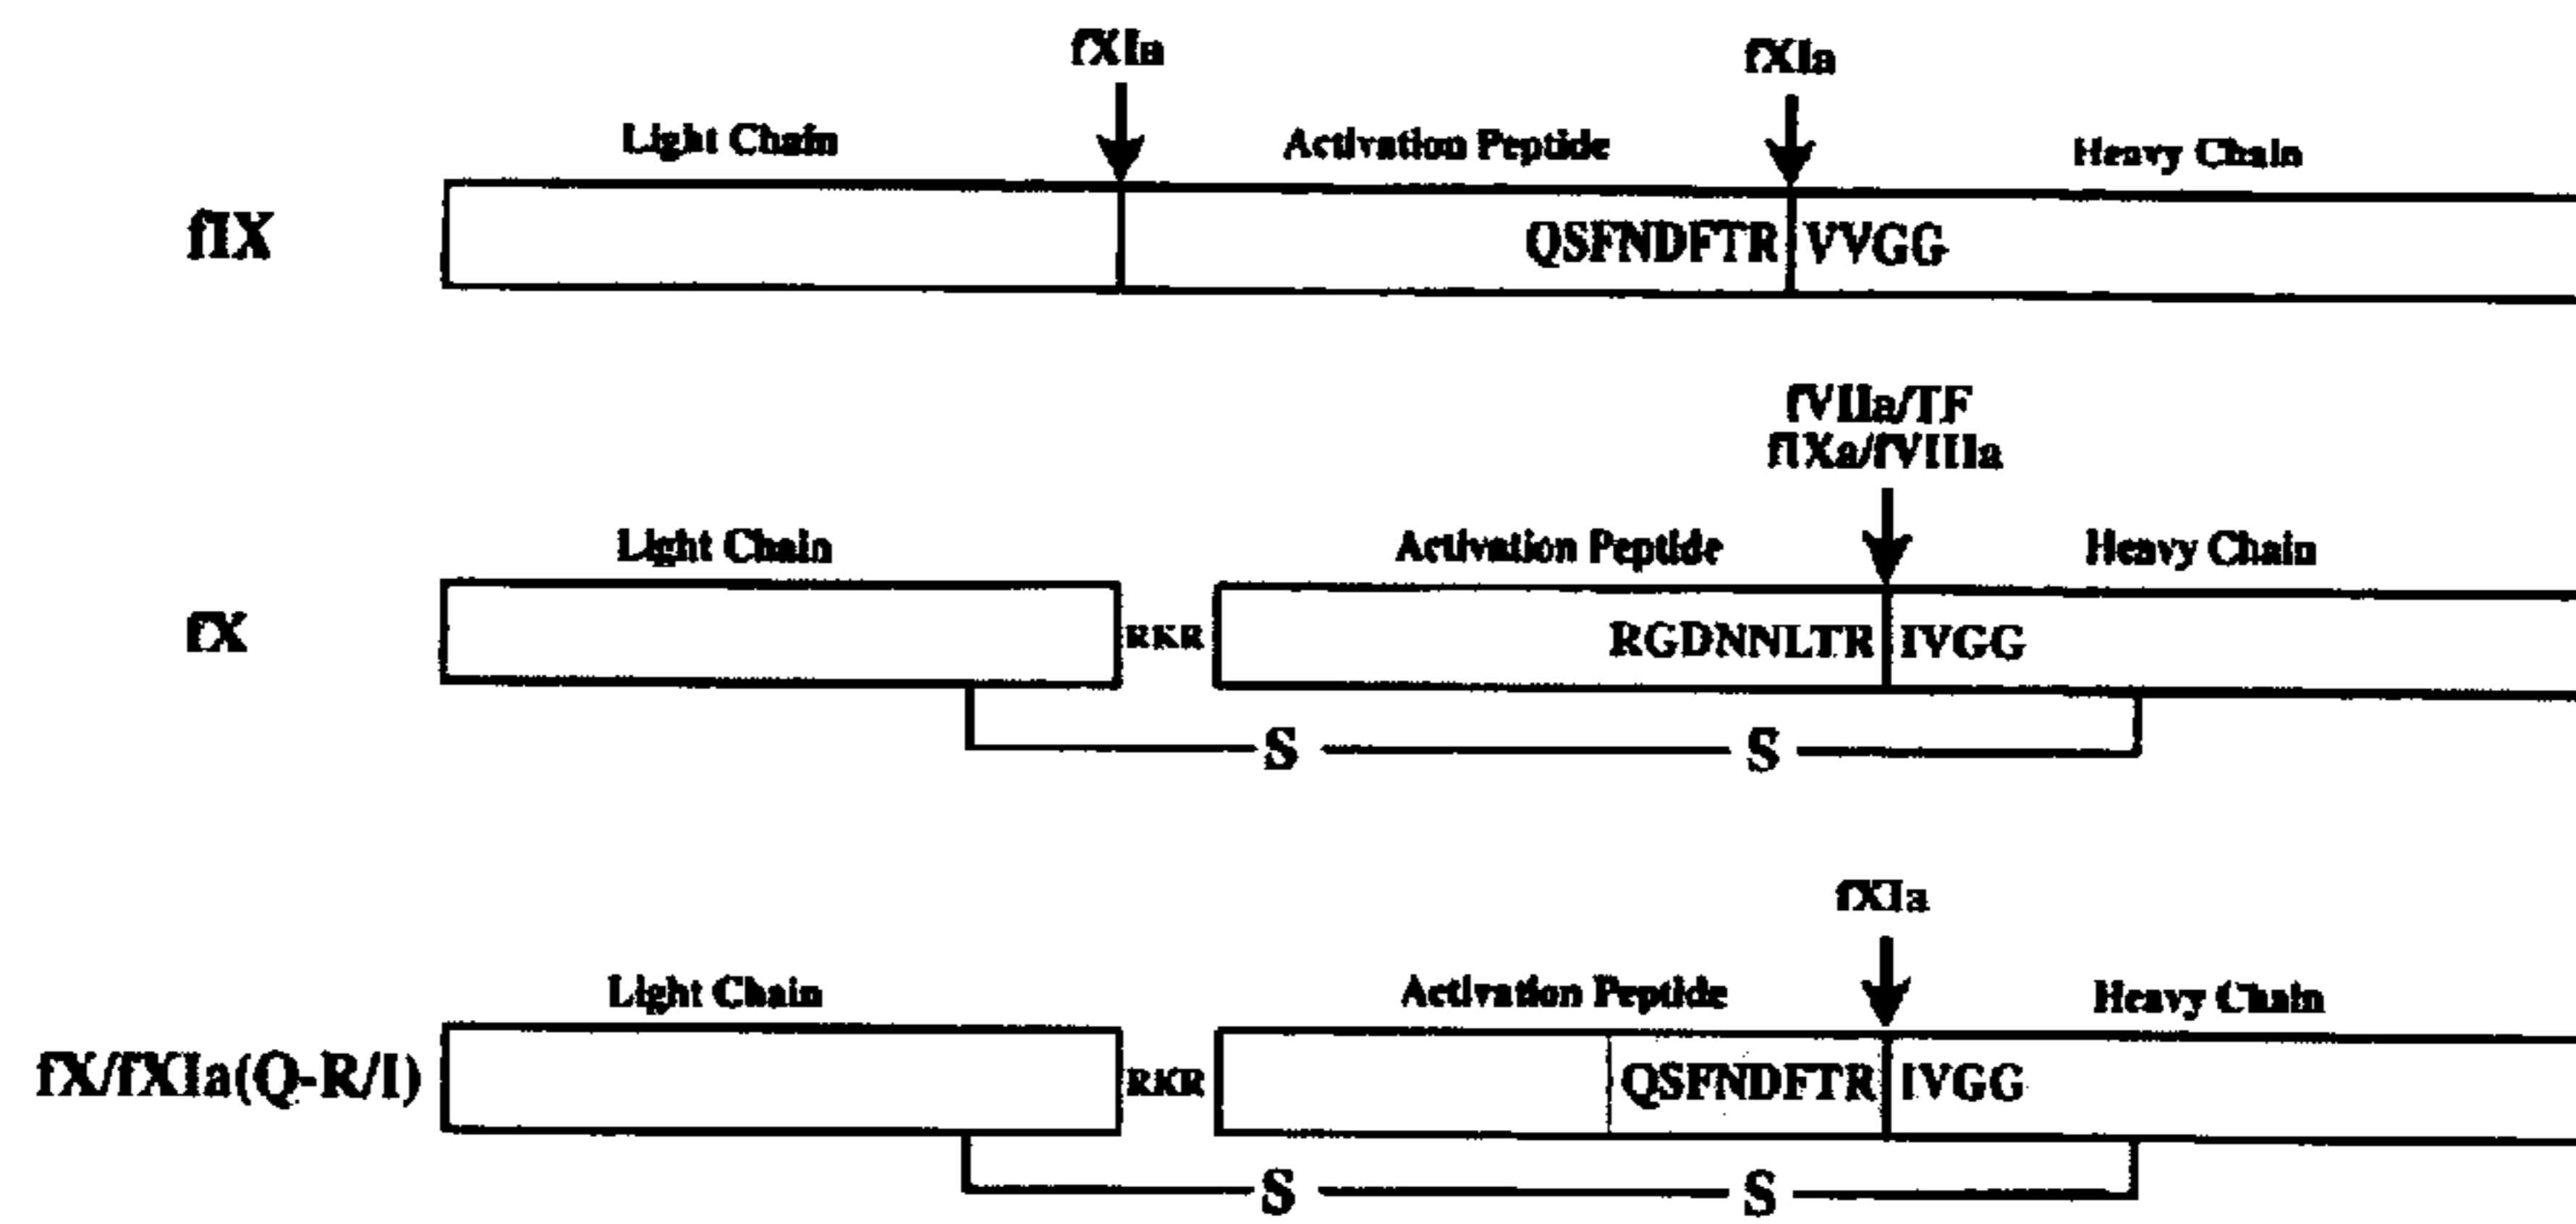 fXIa fXIa
Light Chain Activation Peptide Heavy Chain
fIX QSFNDFTR VVGG
fVIIa/TF
fIXa/fVIIIa
Light Chain Activation Peptide Heavy Chain
fX RKR RGDNNLTR IVGG
S S
fXIa
Light Chain Activation Peptide Heavy Chain
fX/fXIa(Q-R/I) RKR QSFNDFTR IVGG
S S